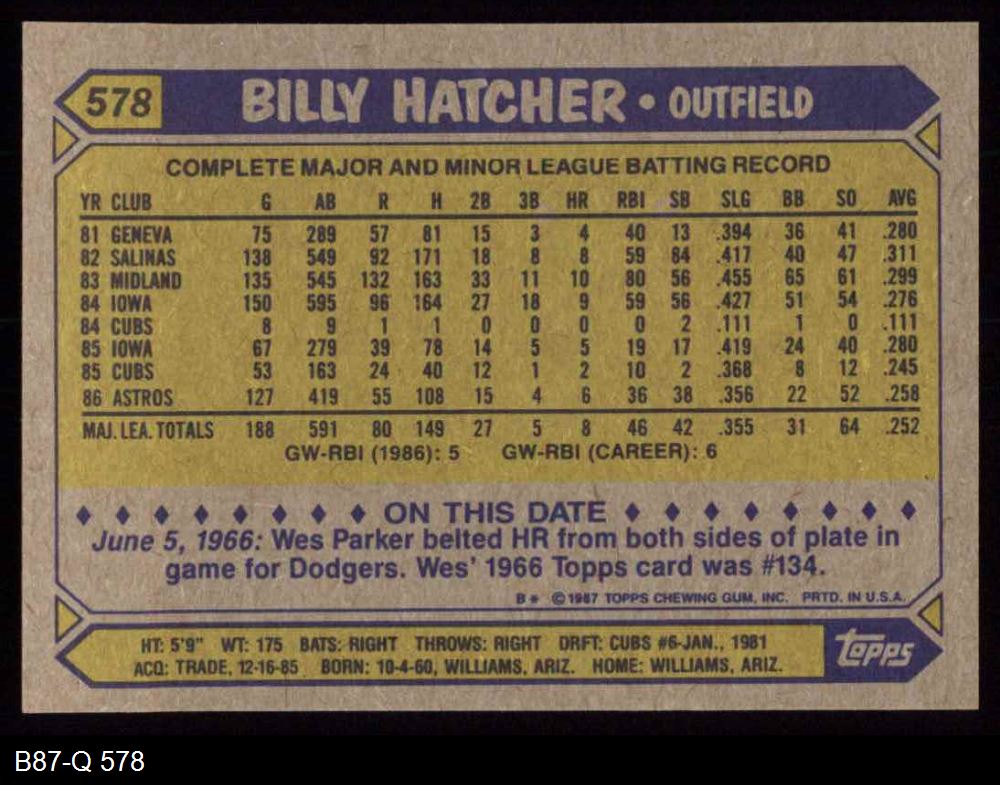 578 BILLY HATCHER • OUTFIELD
COMPLETE MAJOR AND MINOR LEAGUE BATTING RECORD
YR CLUB G AB R H 2B 3B HR RBI SB SLG BB SO AVG
81 GENEVA 75 289 57 81 15 3 4 40 13 .394 36 41 .280
82 SALINAS 138 549 92 171 18 8 8 59 84 .417 40 47 .311
83 MIDLAND 135 545 132 163 33 11 10 80 56 .455 65 61 .299
84 IOWA 150 595 96 164 27 18 9 59 56 .427 51 54 .276
84 CUBS 8 9 1 1 0 0 0 0 2 .111 1 0 .111
85 IOWA 67 279 39 78 14 5 5 19 17 .419 24 40 .280
85 CUBS 53 163 24 40 12 1 2 10 2 .368 8 12 .245
86 ASTROS 127 419 55 108 15 4 6 36 38 .356 22 52 .258
MAJ. LEA. TOTALS 188 591 80 149 27 5 8 46 42 .355 31 64 .252
GW-RBI (1986): 5 GW-RBI (CAREER): 6
ON THIS DATE
June 5, 1966: Wes Parker belted HR from both sides of plate in
game for Dodgers. Wes' 1966 Topps card was #134.
B* © 1987 TOPPS CHEWING GUM, INC. PRTD. IN U.S.A.
HT: 5'9" WT: 175 BATS: RIGHT THROWS: RIGHT DRFT: CUBS #6-JAN., 1981
ACQ: TRADE, 12-16-85 BORN: 10-4-60, WILLIAMS, ARIZ. HOME: WILLIAMS, ARIZ.
topps
B87-Q 578